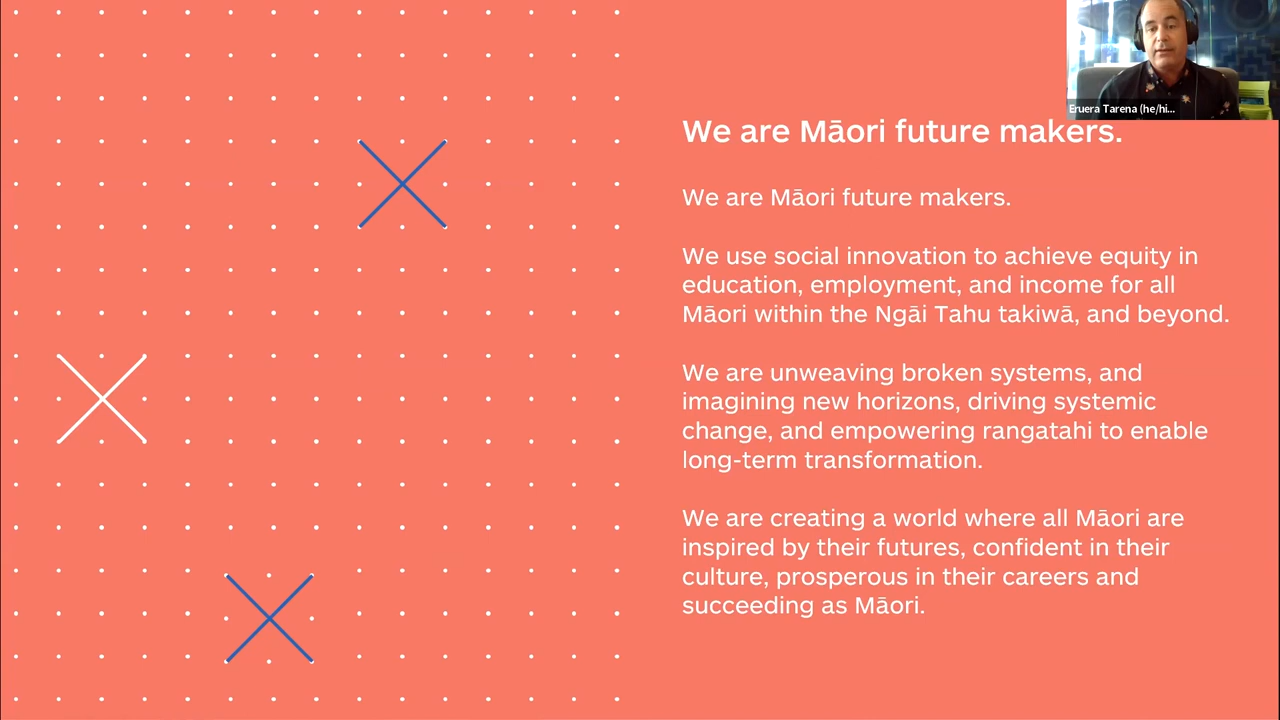 Eruera Tarena (he/hi...
We are Māori future makers.
We are Māori future makers.
We use social innovation to achieve equity in
education, employment, and income for all
Māori within the Ngāi Tahu takiwā, and beyond.
We are unweaving broken systems, and
imagining new horizons, driving systemic
change, and empowering rangatahi to enable
long-term transformation.
We are creating a world where all Māori are
inspired by their futures, confident in their
culture, prosperous in their careers and
succeeding as Māori.